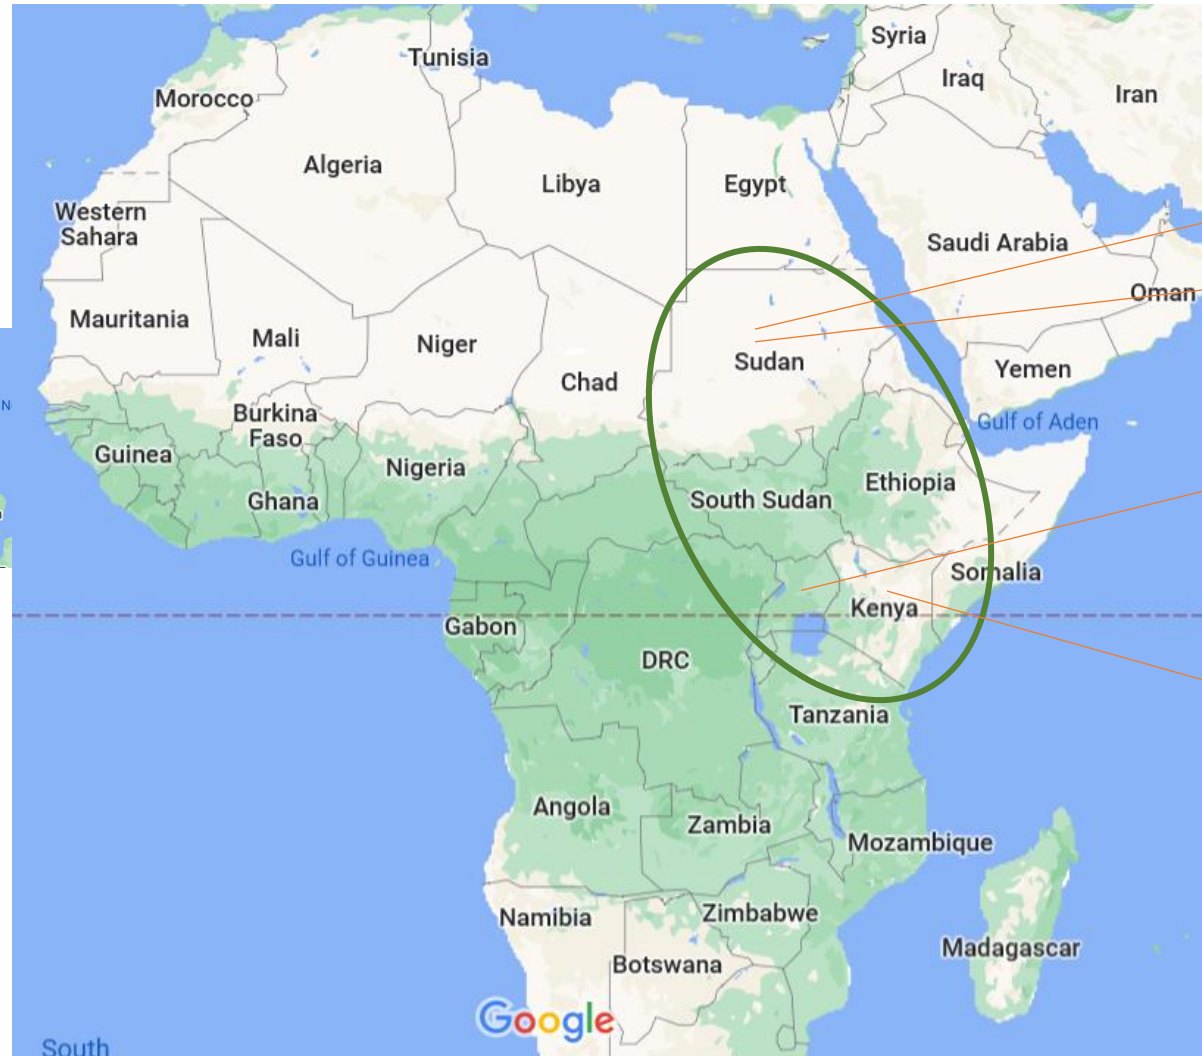 Syria
Tunisia
Iraq
Iran
Morocco
Algeria
Libya
Egypt
Western
Sahara
Saudi Arabia
Oman
Mauritania
Mali
Niger
Sudan
Yemen
Chad
N
Burkina
Faso
Gulf of Aden
Guinea
Nigeria
Ethiopia
Ghana
South Sudan
Gulf of Guinea
Somalia
Kenya
Gabon
DRC
Tanzania
Angola
Zambia
Mozambique
Namibia
Zimbabwe
Madagascar
Botswana
Google
South